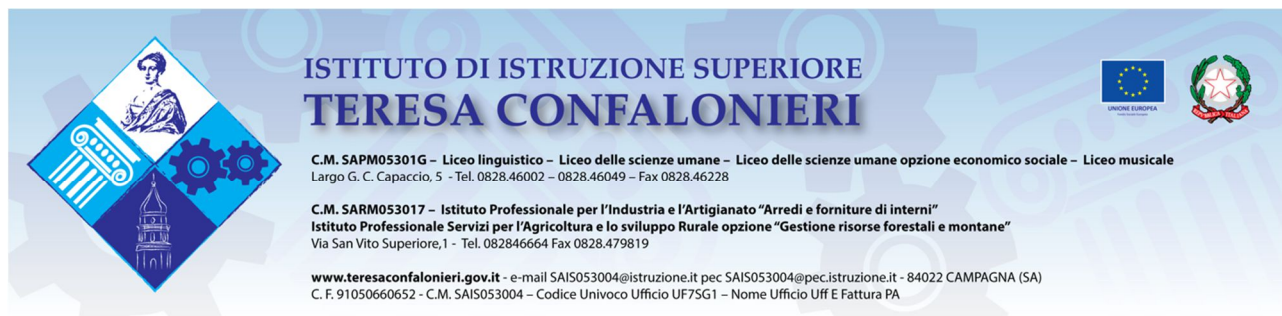 ISTITUTO DI ISTRUZIONE SUPERIORE
TERESA CONFALONIERI
UNIONE EUROPEA
C.M. SAPM05301G – Liceo linguistico – Liceo delle scienze umane – Liceo delle scienze umane opzione economico sociale – Liceo musicale
Largo G. C. Capaccio, 5 - Tel. 0828.46002 – 0828.46049 – Fax 0828.46228
C.M. SARM053017 – Istituto Professionale per l'Industria e l'Artigianato "Arredi e forniture di interni"
Istituto Professionale Servizi per l'Agricoltura e lo sviluppo Rurale opzione "Gestione risorse forestali e montane"
Via San Vito Superiore,1 - Tel. 082846664 Fax 0828.479819
www.teresaconfalonieri.gov.it - e-mail SAIS053004@istruzione.it pec SAIS053004@pec.istruzione.it - 84022 CAMPAGNA (SA)
C. F. 91050660652 - C.M. SAIS053004 – Codice Univoco Ufficio UF7SG1 – Nome Ufficio Uff E Fattura PA